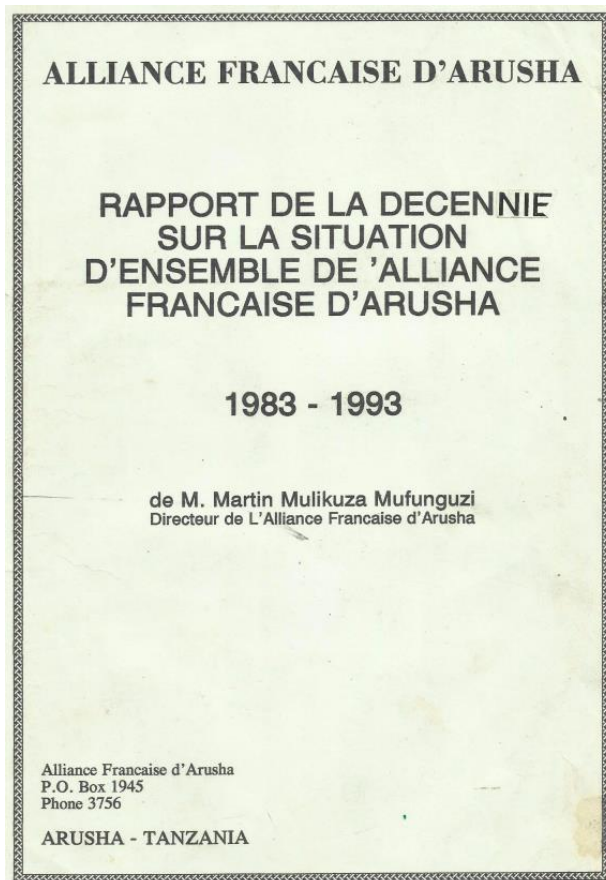 ALLIANCE FRANCAISE D'ARUSHA
RAPPORT DE LA DECENNIE
SUR LA SITUATION
D'ENSEMBLE DE 'ALLIANCE
FRANCAISE D'ARUSHA
1983 - 1993
de M. Martin Mulikuza Mufunguzi
Directeur de L'Alliance Francaise d'Arusha
Alliance Francaise d'Arusha
P.O. Box 1945
Phone 3756
ARUSHA - TANZANIA